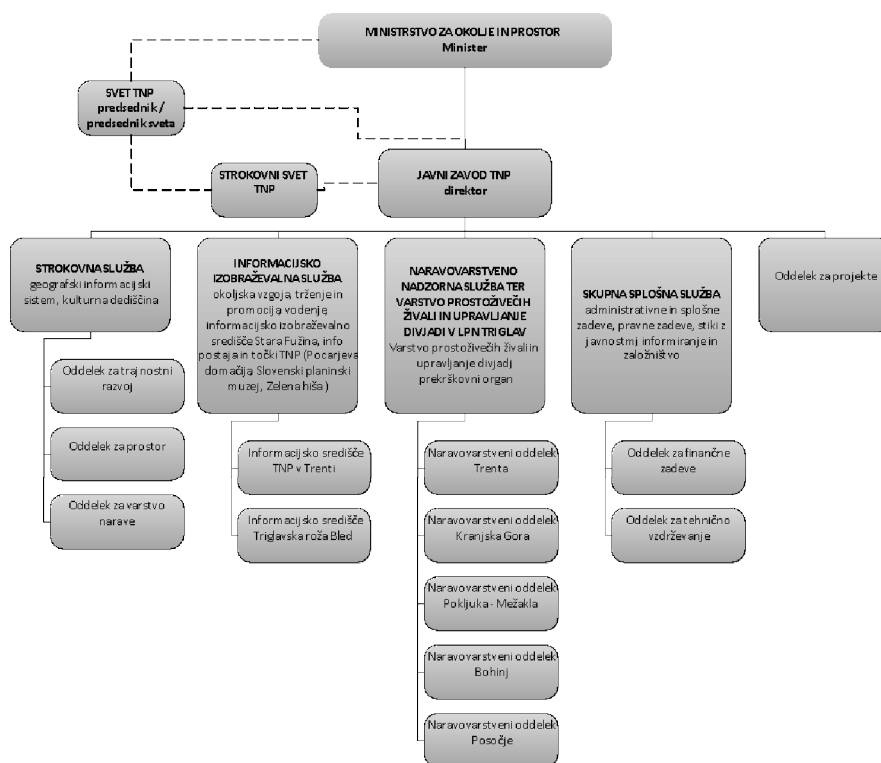 MINISTRSTVO ZA OKOLJE IN PROSTOR
Minister
SVET TNP
predsednik /
predsednik sveta
STROKOVNI SVET
TNP
JAVNI ZAVOD TNP
direktor
STROKOVNA SLUŽBA
geografski informacijski
sistem, kulturna dediščina
Oddelek za trajnostni
razvoj
Oddelek za prostor
Oddelek za varstvo
narave
INFORMACIJSKO
IZOBRAŽEVALNA SLUŽBA
okoljska vzgoja, trženje in
promocija, vodenje,
informacijsko izobraževalno
središče Stara Fužina, info
postaja in točki TNP (Pocarjeva
domačija, Slovenski planinski
muzej, Zelena hiša )
Informacijsko središče
TNP v Trenti
Informacijsko središče
Triglavska roža Bled
NARAVOVARSTVENO
NADZORNA SLUŽBA TER
VARSTVO PROSTOŽIVEČIH
ŽIVALI IN UPRAVLJANJE
DIVJADI V LPN TRIGLAV
Varstvo prostoživečih živali in
upravljanje divjadi,
prekrškovni organ
Naravovarstveni oddelek
Trenta
Naravovarstveni oddelek
Kranjska Gora
Naravovarstveni oddelek
Pokljuka - Mežakla
Naravovarstveni oddelek
Bohinj
Naravovarstveni oddelek
Posočje
SKUPNA SPLOŠNA SLUŽBA
administrativne in splošne
zadeve, pravne zadeve, stiki z
javnostmi, informiranje in
založništvo
Oddelek za finančne
zadeve
Oddelek za tehnično
vzdrževanje
Oddelek za projekte